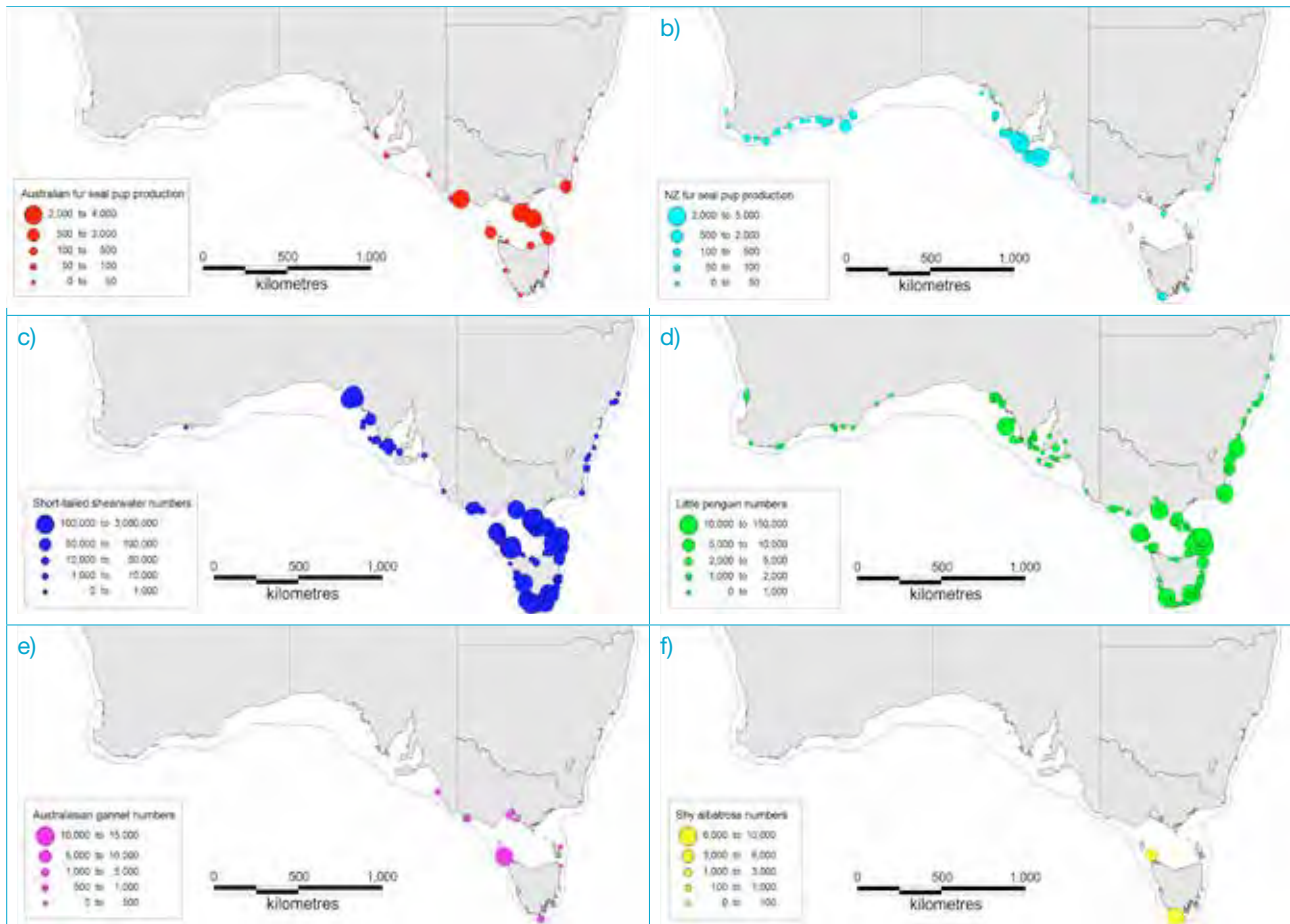 Australian fur seal pup production
2,000 to 4,000
500 to 2,000
100 to 500
50 to 100
0 to 50
0 500 1,000
kilometres
b)
NZ fur seal pup production
2,000 to 5,000
500 to 2,000
100 to 500
50 to 100
0 to 50
0 500 1,000
kilometres
c)
Short-tailed shearwater numbers
100,000 to 3,000,000
50,000 to 100,000
10,000 to 50,000
1,000 to 10,000
0 to 1,000
0 500 1,000
kilometres
d)
Little penguin numbers
10,000 to 150,000
5,000 to 10,000
2,000 to 5,000
1,000 to 2,000
0 to 1,000
0 500 1,000
kilometres
e)
Australasian gannet numbers
10,000 to 15,000
5,000 to 10,000
1,000 to 5,000
500 to 1,000
0 to 500
0 500 1,000
kilometres
f)
Shy albatross numbers
6,000 to 10,000
3,000 to 6,000
1,000 to 3,000
100 to 1,000
0 to 100
0 500 1,000
kilometres